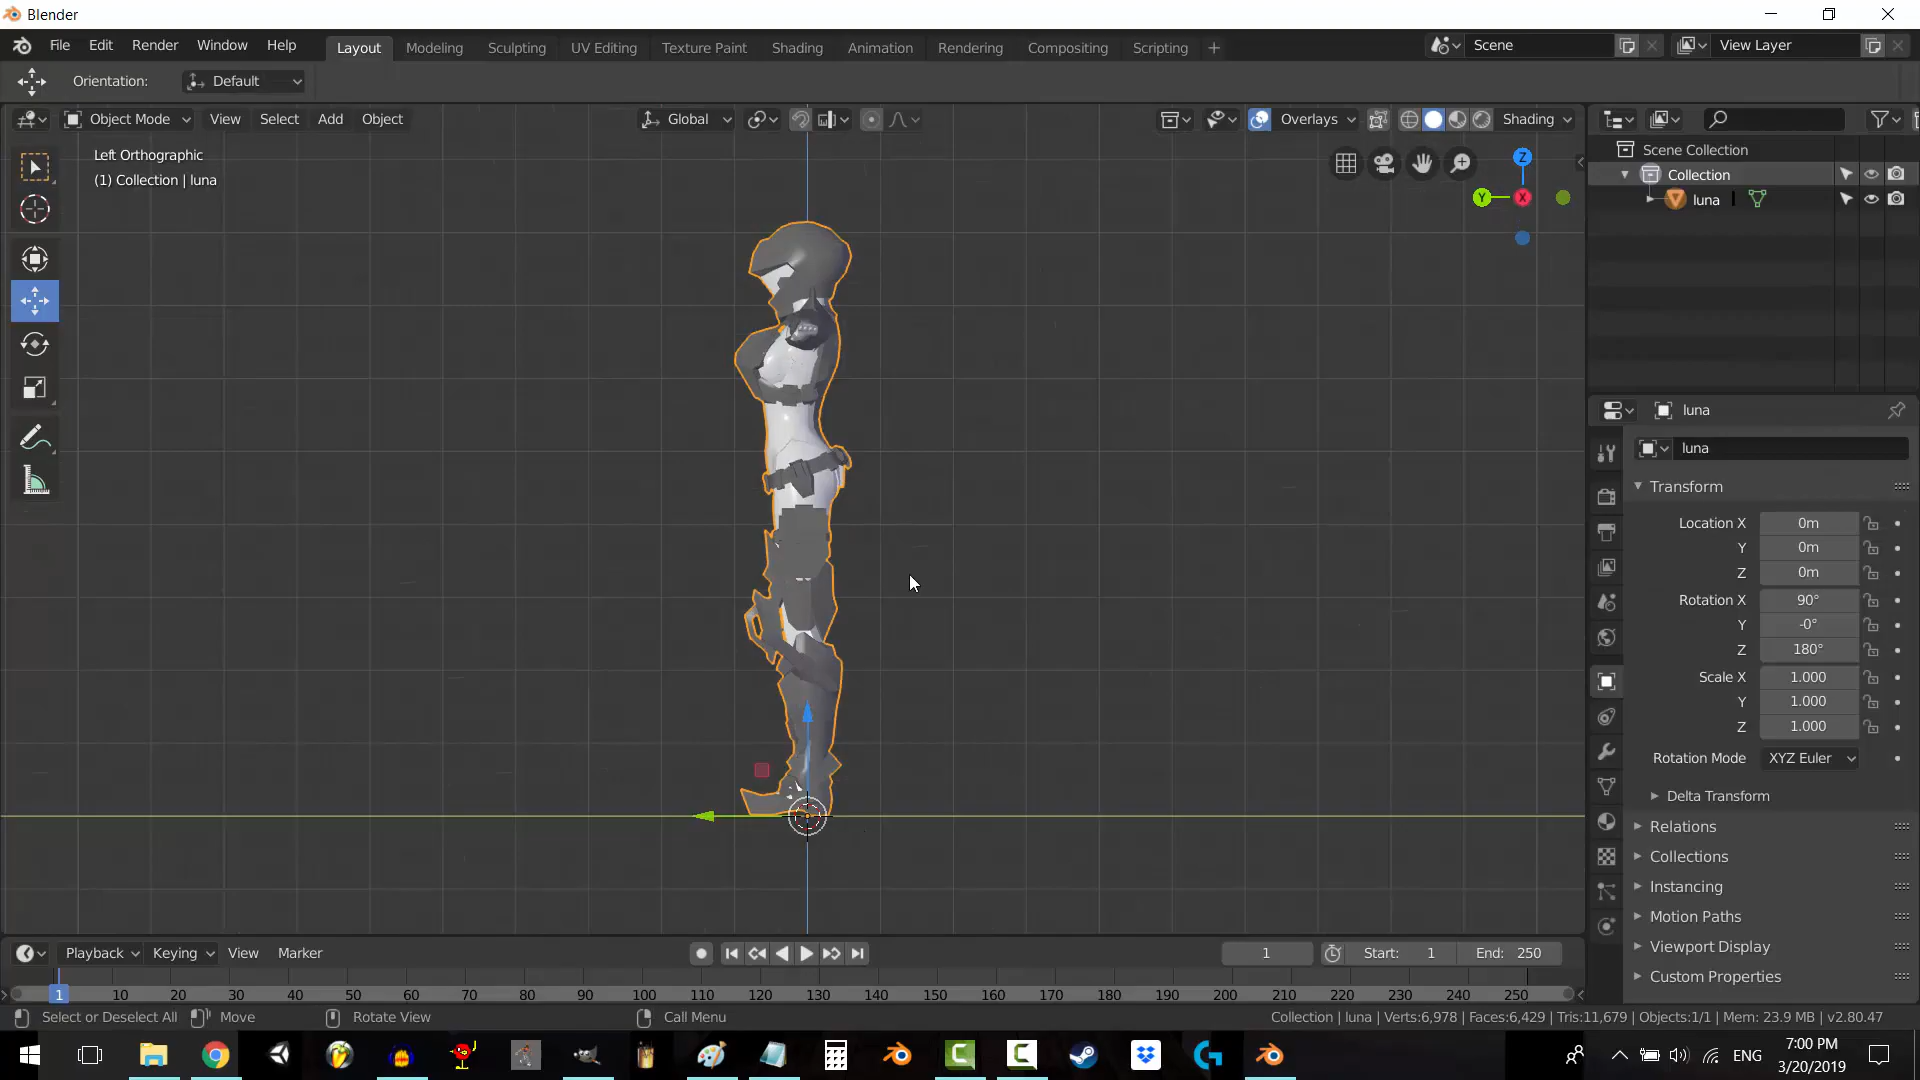 Blender
File Edit Render Window Help Layout Modeling Sculpting UV Editing Texture Paint Shading Animation Rendering Compositing Scripting + Scene View Layer
Orientation: Default
Object Mode View Select Add Object Global Overlays Shading
Left Orthographic
(1) Collection | luna
Z
Y X
Scene Collection
Collection
luna
luna
luna
Transform
Location X 0m
Y 0m
Z 0m
Rotation X 90°
Y -0°
Z 180°
Scale X 1.000
Y 1.000
Z 1.000
Rotation Mode XYZ Euler
Delta Transform
Relations
Collections
Instancing
Motion Paths
Viewport Display
Custom Properties
Playback Keying View Marker 1 Start: 1 End: 250
1 10 20 30 40 50 60 70 80 90 100 110 120 130 140 150 160 170 180 190 200 210 220 230 240 250
Select or Deselect All Move Rotate View Call Menu Collection | luna | Verts:6,978 | Faces:6,429 | Tris:11,679 | Objects:1/1 | Mem: 23.9 MB | v2.80.47
ENG 7:00 PM
3/20/2019